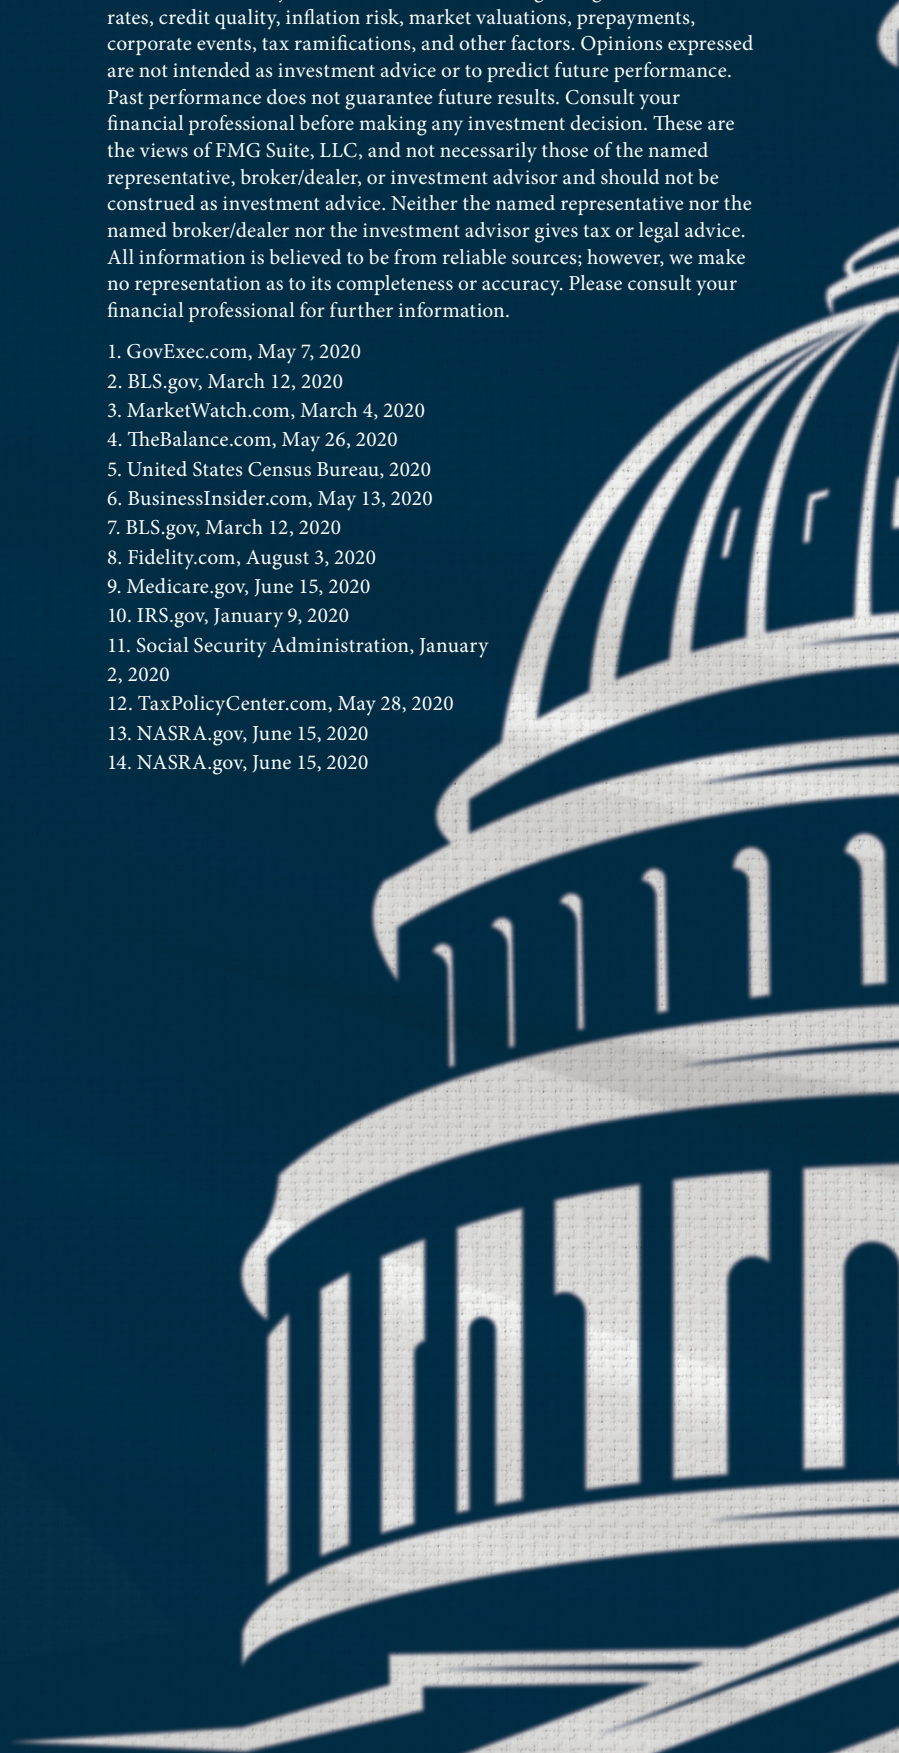 rates, credit quality, inflation risk, market valuations, prepayments,
corporate events, tax ramifications, and other factors. Opinions expressed
are not intended as investment advice or to predict future performance.
Past performance does not guarantee future results. Consult your
financial professional before making any investment decision. These are
the views of FMG Suite, LLC, and not necessarily those of the named
representative, broker/dealer, or investment advisor and should not be
construed as investment advice. Neither the named representative nor the
named broker/dealer nor the investment advisor gives tax or legal advice.
All information is believed to be from reliable sources; however, we make
no representation as to its completeness or accuracy. Please consult your
financial professional for further information.
1. GovExec.com, May 7, 2020
2. BLS.gov, March 12, 2020
3. MarketWatch.com, March 4, 2020
4. TheBalance.com, May 26, 2020
5. United States Census Bureau, 2020
6. BusinessInsider.com, May 13, 2020
7. BLS.gov, March 12, 2020
8. Fidelity.com, August 3, 2020
9. Medicare.gov, June 15, 2020
10. IRS.gov, January 9, 2020
11. Social Security Administration, January
2, 2020
12. TaxPolicyCenter.com, May 28, 2020
13. NASRA.gov, June 15, 2020
14. NASRA.gov, June 15, 2020